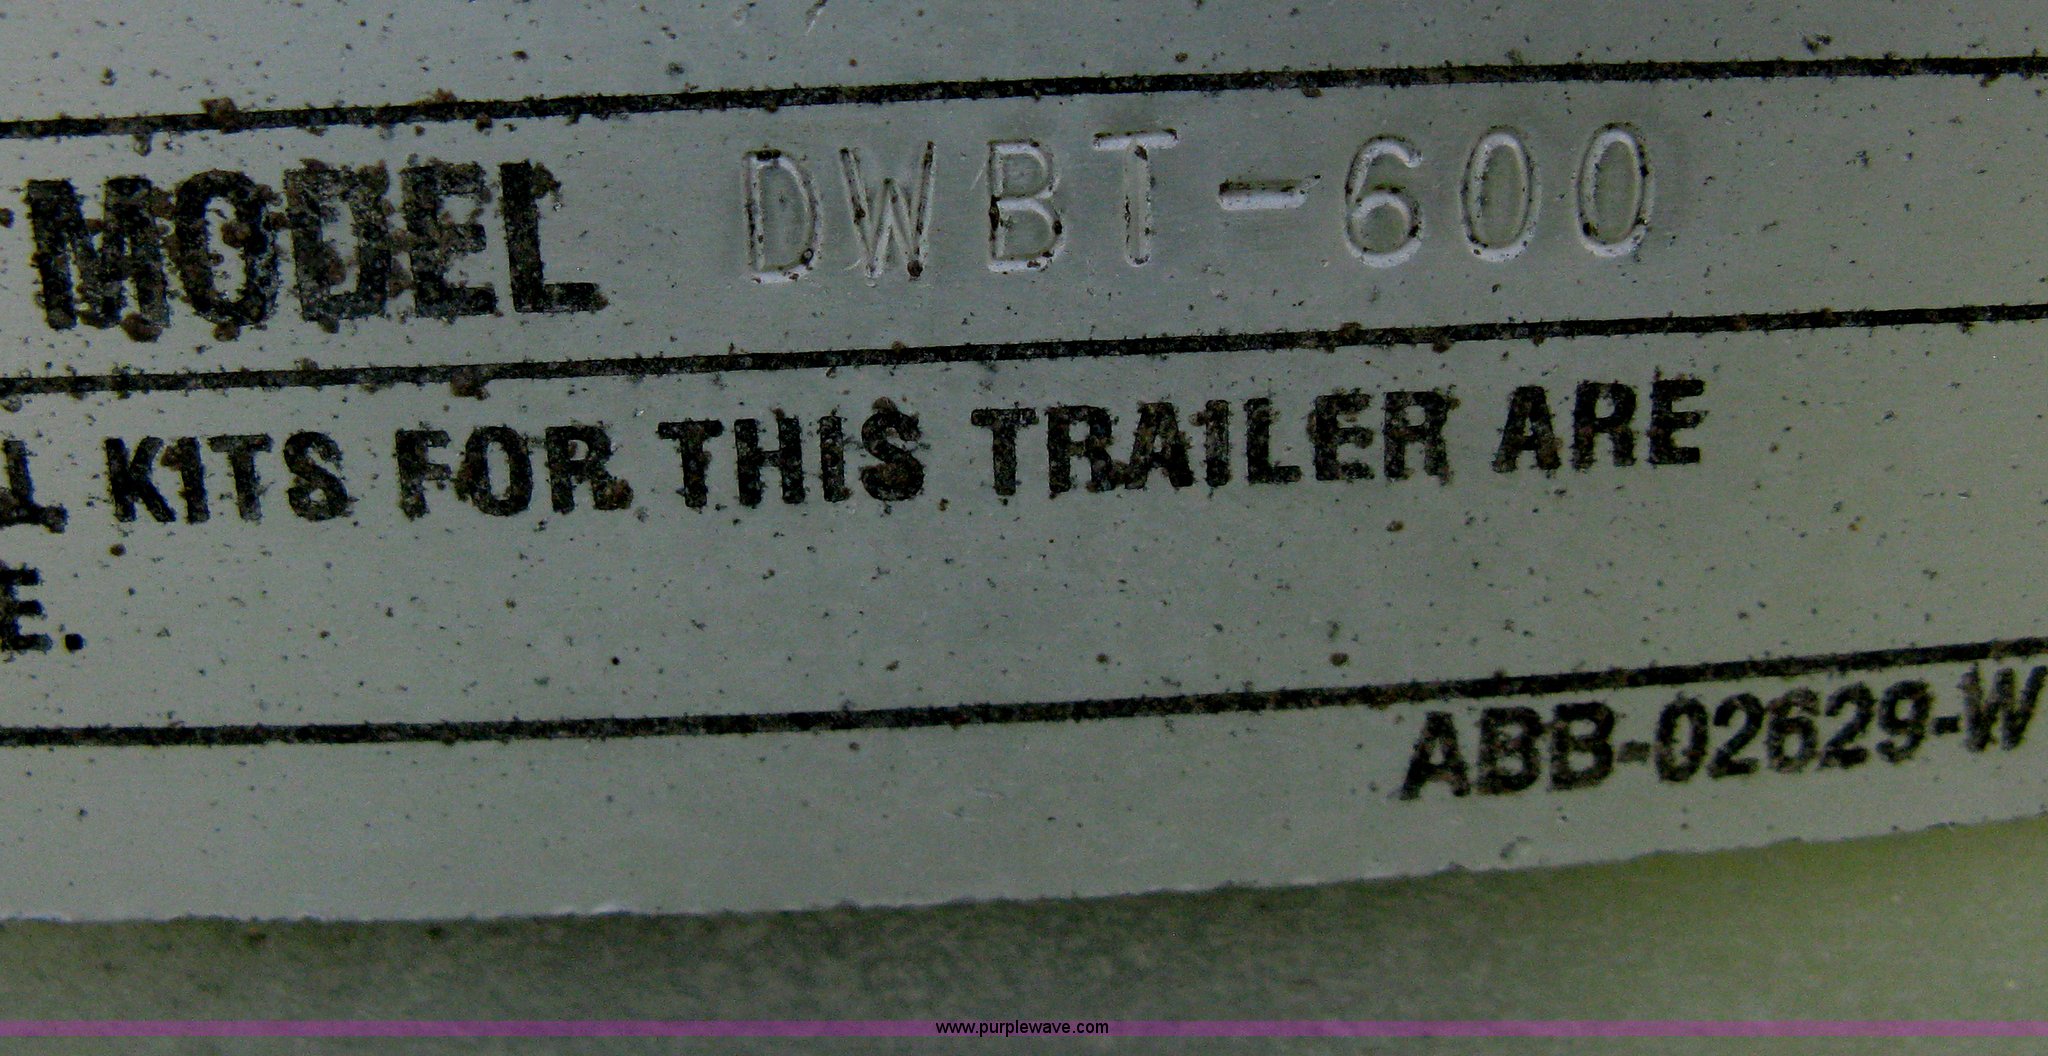 MODEL DWBT-600
L KITS FOR THIS TRAILER ARE
E.
ABB-02629-W
www.purplewave.com